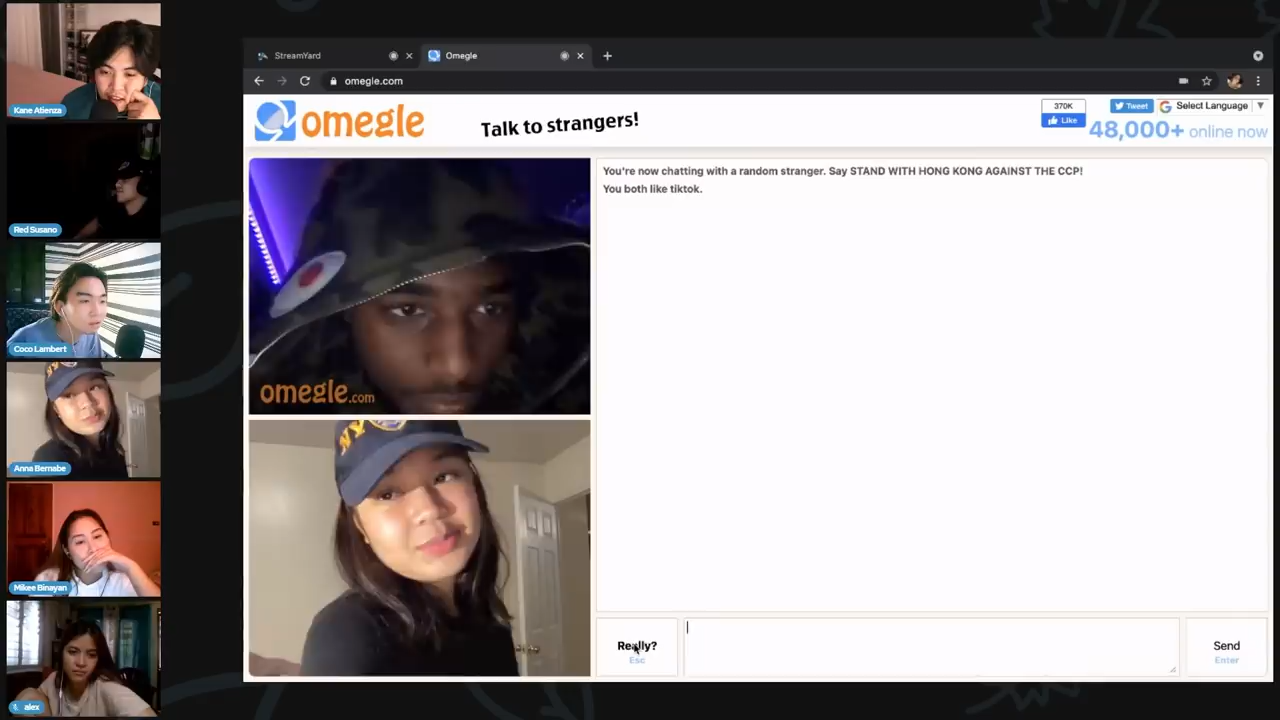 Kane Atienza
Red Susano
Coco Lambert
Anna Bernabe
Mikee Binayan
alex
StreamYard
Omegle
omegle.com
omegle
Talk to strangers!
370K
Like
Tweet
G Select Language ▼
48,000+ online now
omegle.com
NY
You're now chatting with a random stranger. Say STAND WITH HONG KONG AGAINST THE CCP!
You both like tiktok.
Really?
Esc
Send
Enter